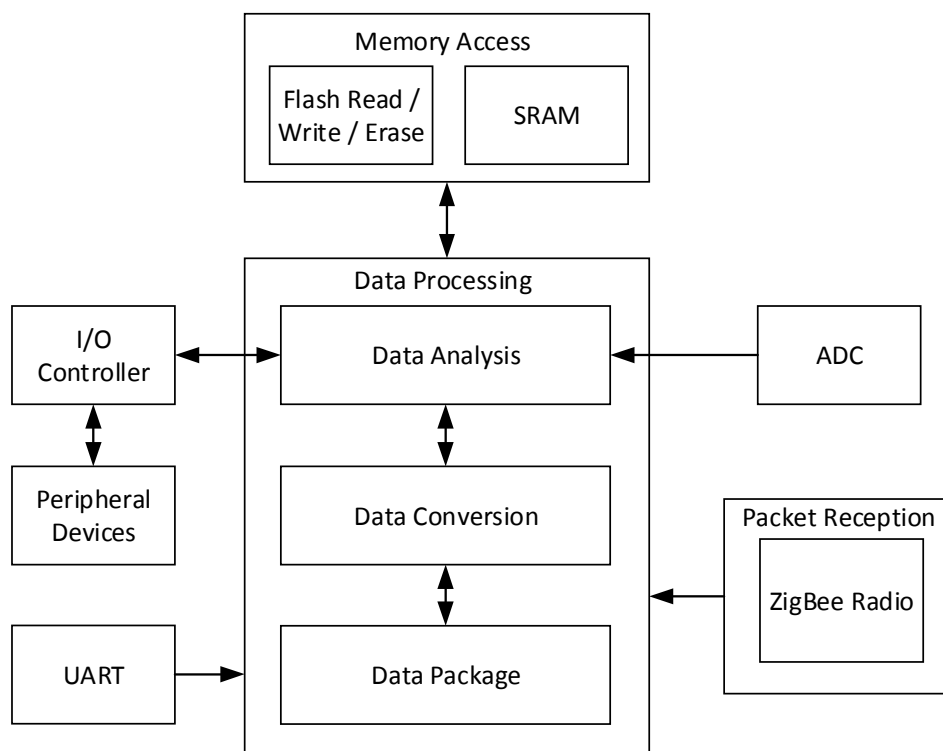 Memory Access
Flash Read /
Write / Erase
SRAM
Data Processing
I/O
Controller
Data Analysis
ADC
Peripheral
Devices
Data Conversion
Packet Reception
ZigBee Radio
UART
Data Package